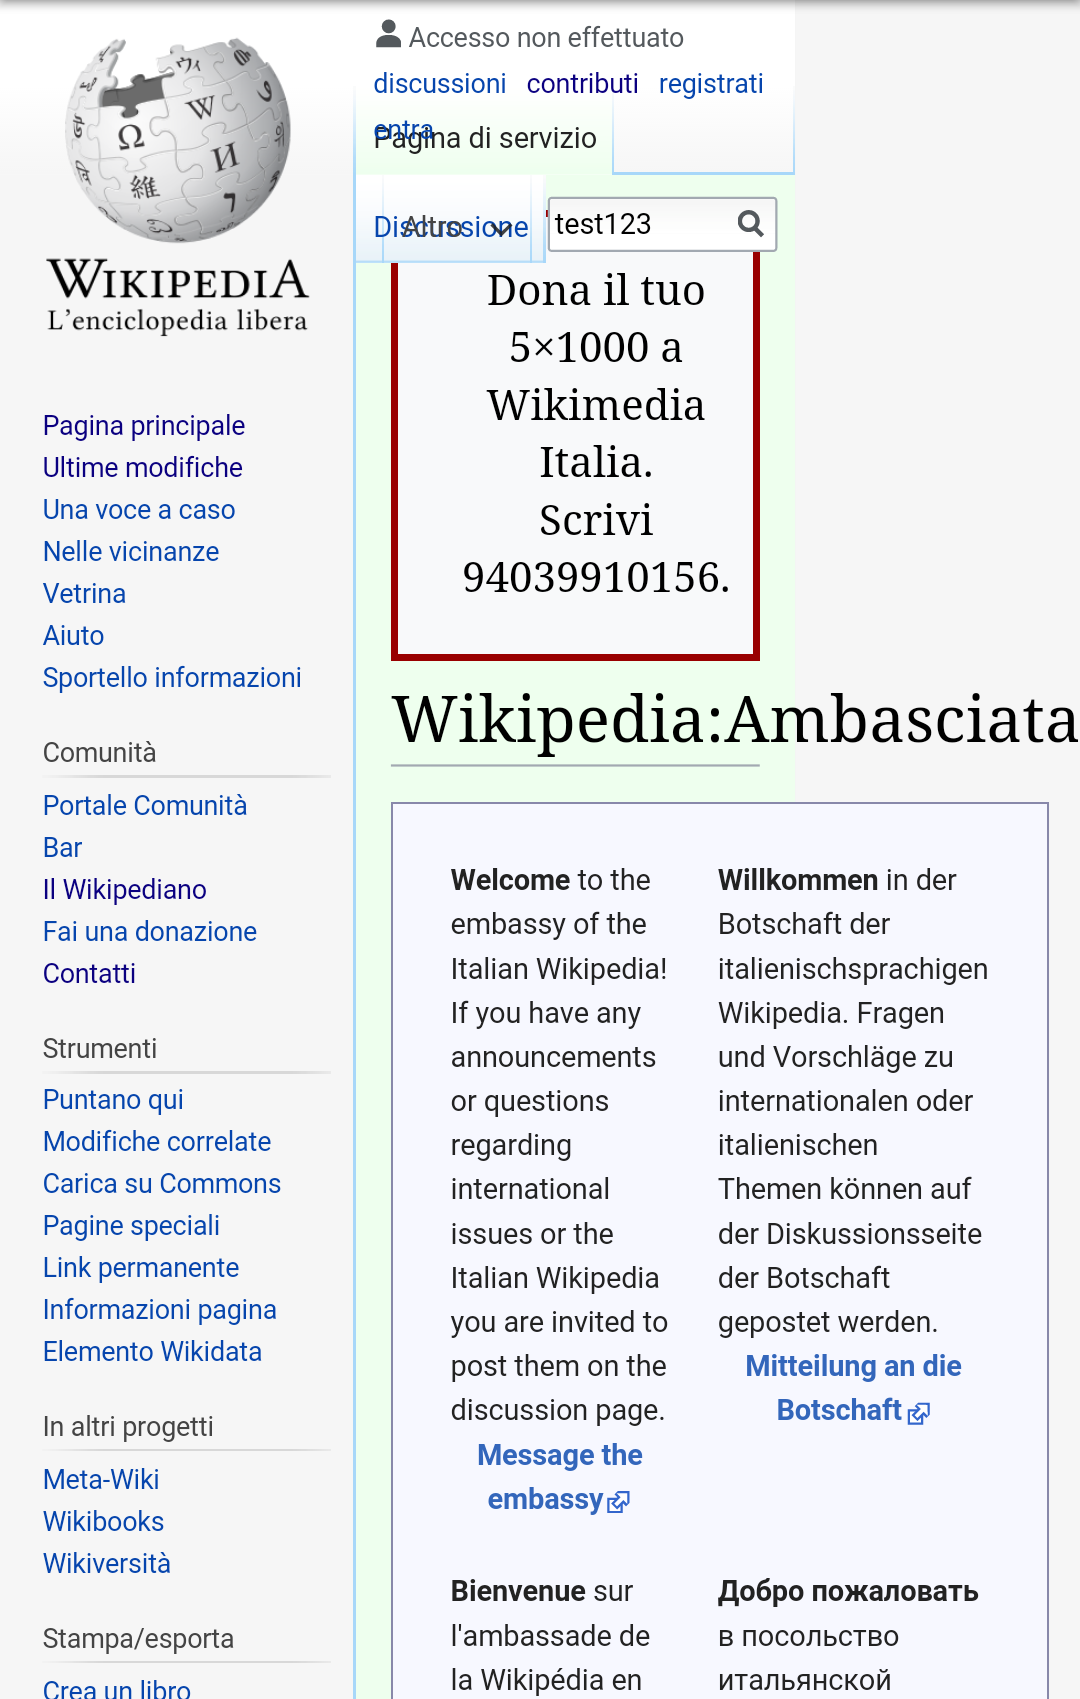 WIKIPEDIA
L'enciclopedia libera
Accesso non effettuato
discussioni contributi registrati
entra
Pagina di servizio
Discussione
Altro
test123
Dona il tuo
5×1000 a
Wikimedia
Italia.
Scrivi
94039910156.
Wikipedia:Ambasciata
Pagina principale
Ultime modifiche
Una voce a caso
Nelle vicinanze
Vetrina
Aiuto
Sportello informazioni
Comunità
Portale Comunità
Bar
Il Wikipediano
Fai una donazione
Contatti
Strumenti
Puntano qui
Modifiche correlate
Carica su Commons
Pagine speciali
Link permanente
Informazioni pagina
Elemento Wikidata
In altri progetti
Meta-Wiki
Wikibooks
Wikiversità
Stampa/esporta
Crea un libro
Welcome to the
embassy of the
Italian Wikipedia!
If you have any
announcements
or questions
regarding
international
issues or the
Italian Wikipedia
you are invited to
post them on the
discussion page.
Message the
embassy
Willkommen in der
Botschaft der
italienischsprachigen
Wikipedia. Fragen
und Vorschläge zu
internationalen oder
italienischen
Themen können auf
der Diskussionsseite
der Botschaft
gepostet werden.
Mitteilung an die
Botschaft
Bienvenue sur
l'ambassade de
la Wikipédia en
Добро пожаловать
в посольство
итальянской